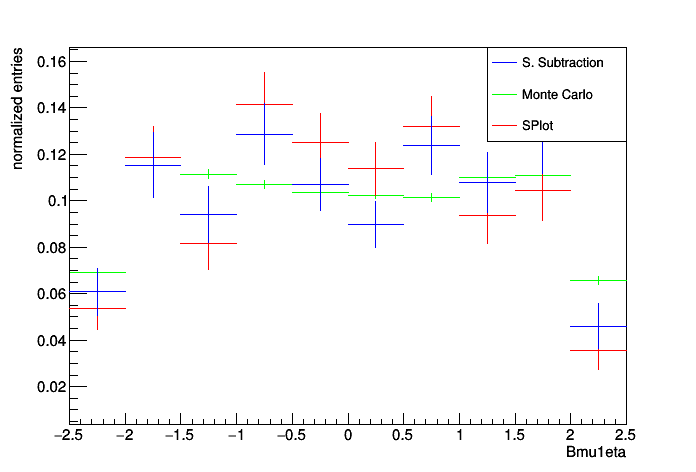 normalized entries
0.16
0.14
0.12
0.1
0.08
0.06
0.04
0.02
S. Subtraction
Monte Carlo
SPlot
−2.5 −2 −1.5 −1 −0.5 0 0.5 1 1.5 2 2.5
Bmu1eta